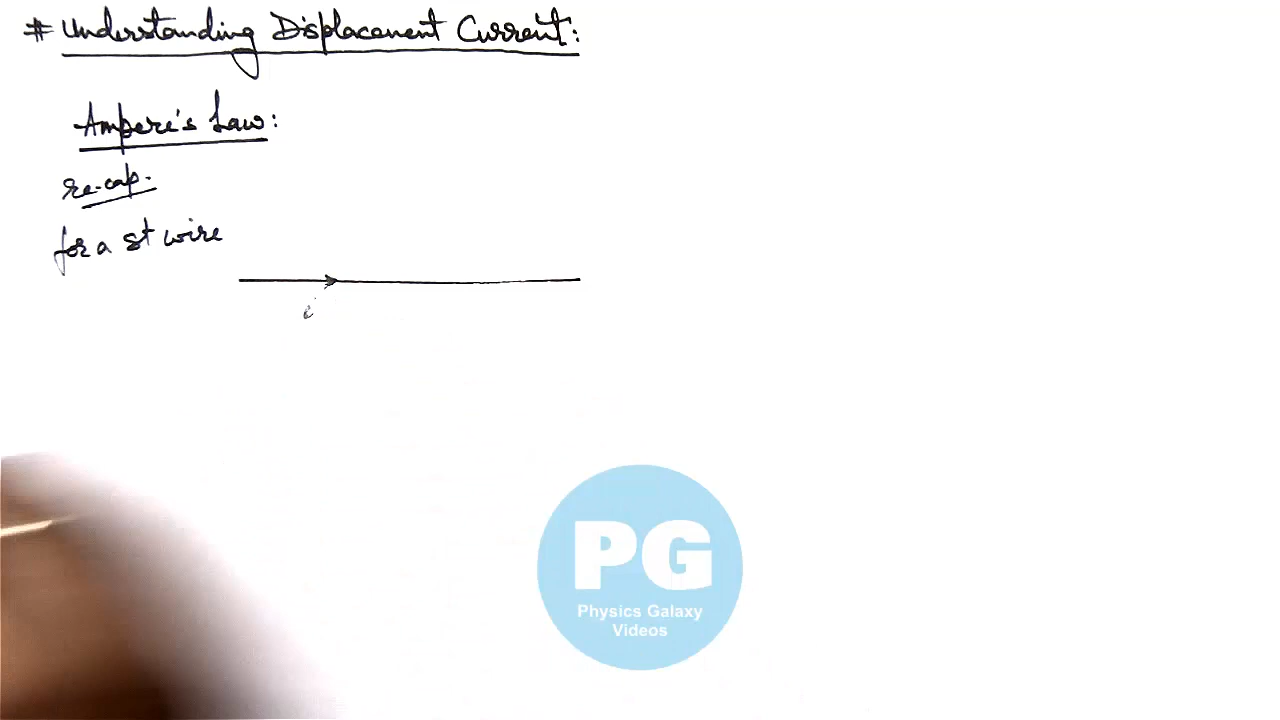 # Understanding Displacement Current:
Ampere's Law:
re-cap.
for a st wire
i
PG
Physics Galaxy
Videos